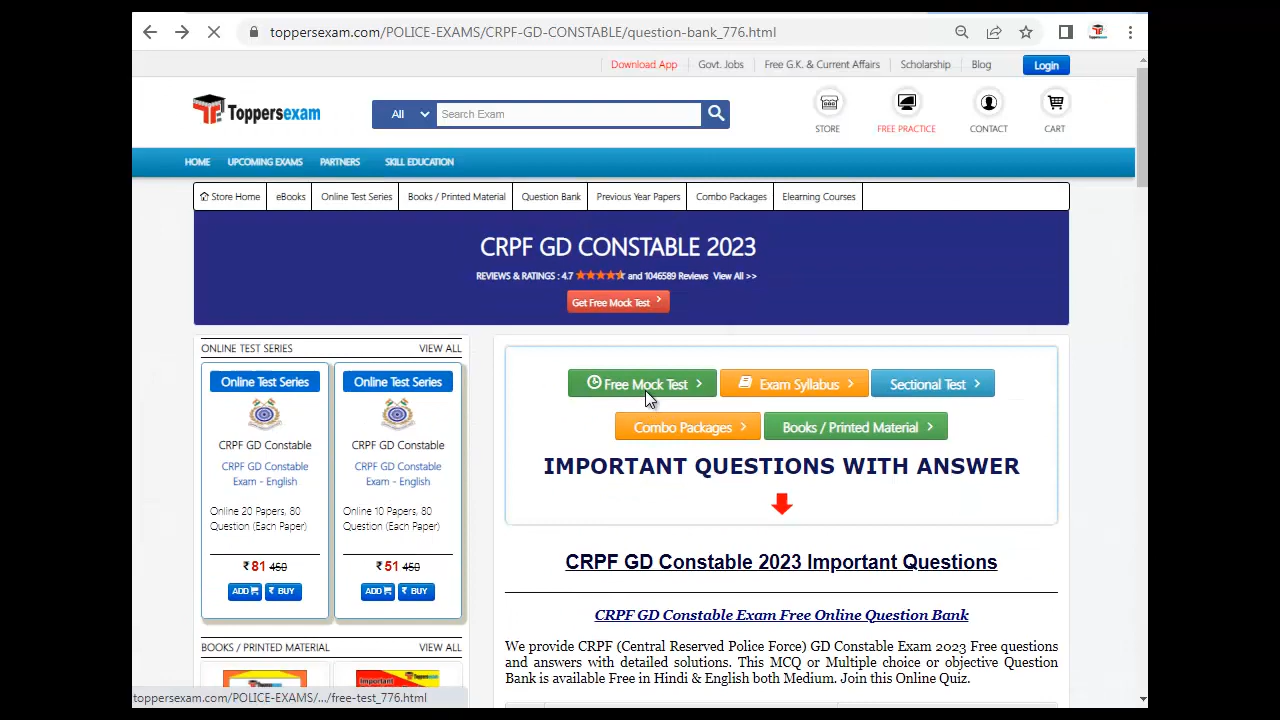 toppersexam.com/POLICE-EXAMS/CRPF-GD-CONSTABLE/question-bank_776.html
Download App Govt. Jobs Free G.K. & Current Affairs Scholarship Blog Login
Toppersexam All Search Exam
STORE FREE PRACTICE CONTACT CART
HOME UPCOMING EXAMS PARTNERS SKILL EDUCATION
Store Home eBooks Online Test Series Books / Printed Material Question Bank Previous Year Papers Combo Packages Elearning Courses
CRPF GD CONSTABLE 2023
REVIEWS & RATINGS : 4.7 and 1046589 Reviews View All >>
Get Free Mock Test
ONLINE TEST SERIES VIEW ALL
Online Test Series
CRPF GD Constable
CRPF GD Constable
Exam - English
Online 20 Papers, 80
Question (Each Paper)
₹ 81 450
ADD ₹ BUY
Online Test Series
CRPF GD Constable
CRPF GD Constable
Exam - English
Online 10 Papers, 80
Question (Each Paper)
₹ 51 450
ADD ₹ BUY
BOOKS / PRINTED MATERIAL VIEW ALL
Toppersexam
Important
Toppersexam
Free Mock Test Exam Syllabus Sectional Test
Combo Packages Books / Printed Material
IMPORTANT QUESTIONS WITH ANSWER
CRPF GD Constable 2023 Important Questions
CRPF GD Constable Exam Free Online Question Bank
We provide CRPF (Central Reserved Police Force) GD Constable Exam 2023 Free questions
and answers with detailed solutions. This MCQ or Multiple choice or objective Question
Bank is available Free in Hindi & English both Medium. Join this Online Quiz.
toppersexam.com/POLICE-EXAMS/.../free-test_776.html